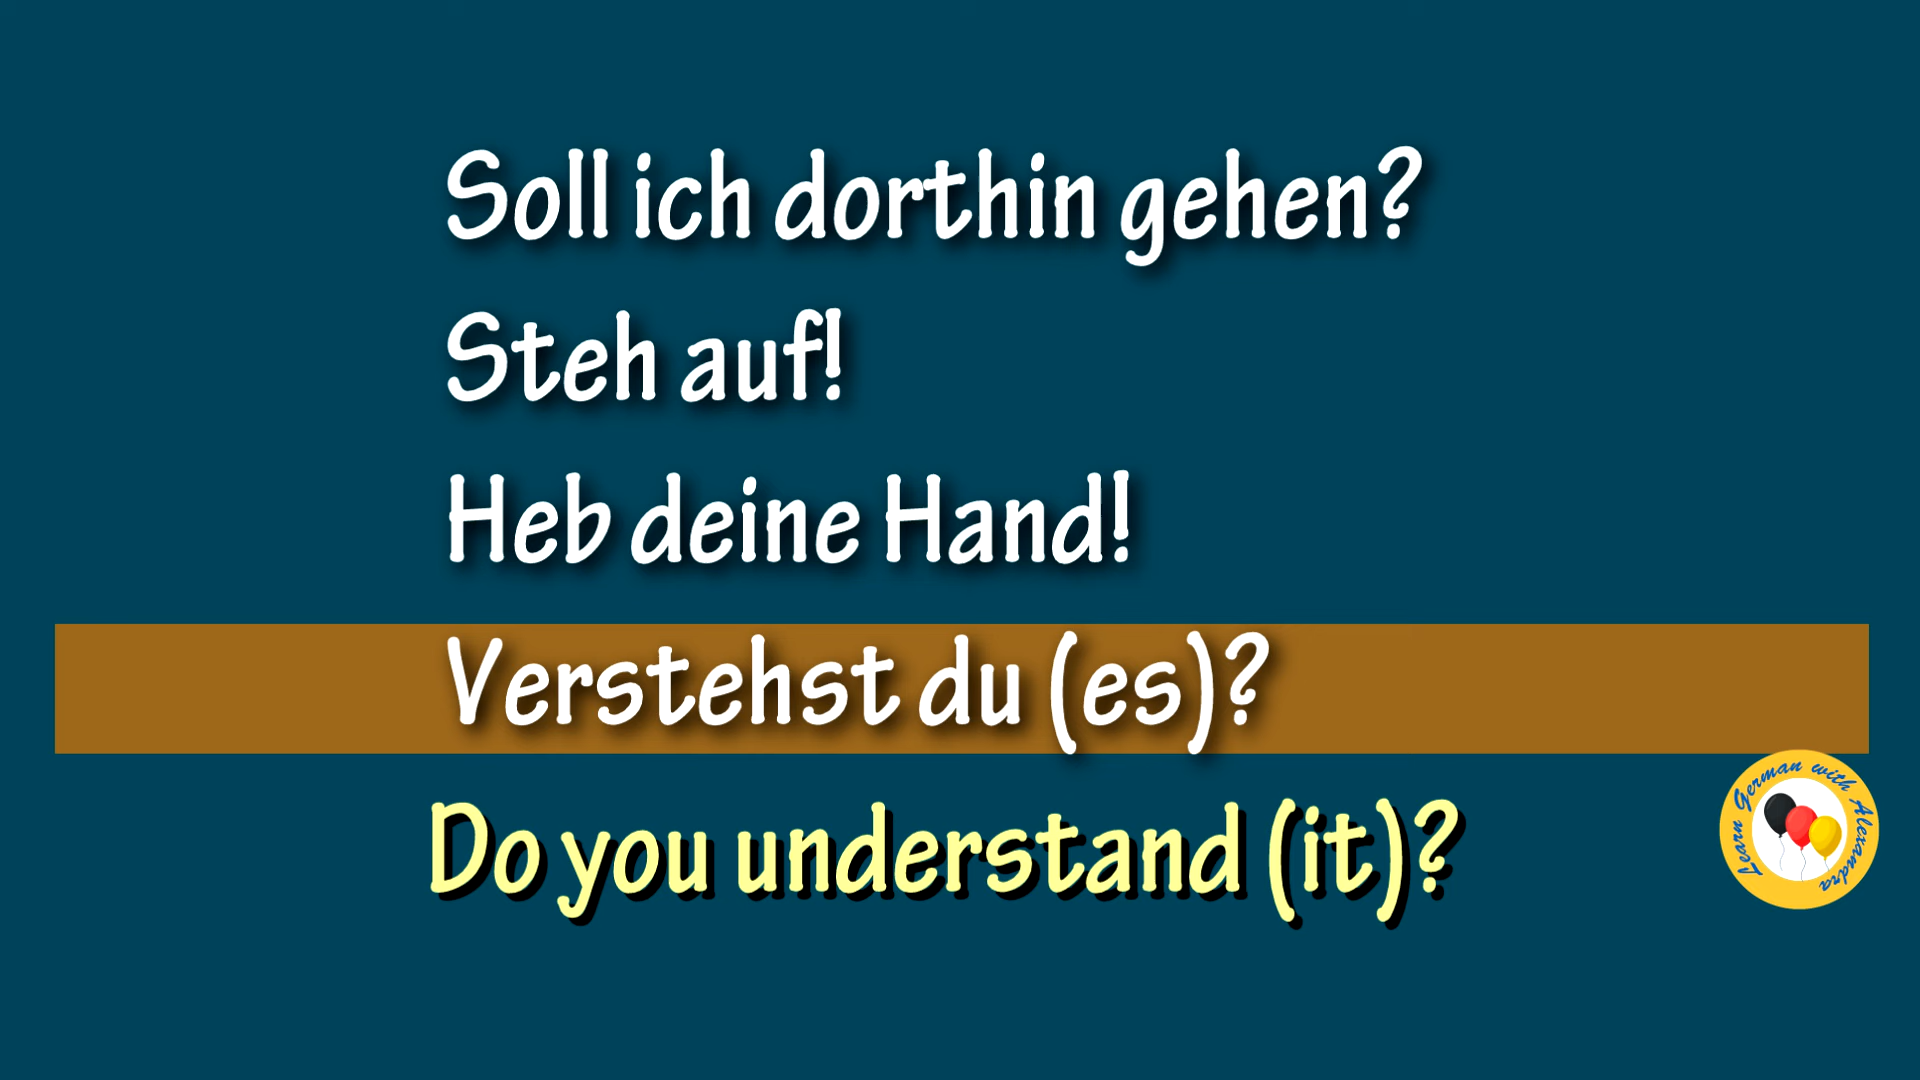 Soll ich dorthin gehen?
Steh auf!
Heb deine Hand!
Verstehst du (es)?
Do you understand (it)?
Learn German with Alexandra